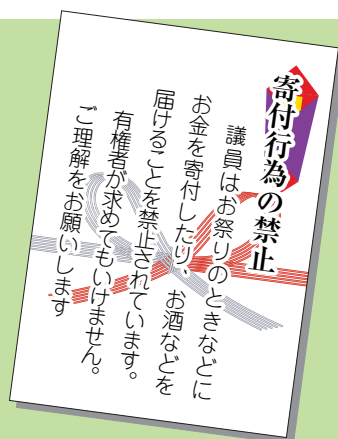 寄付行為の禁止
議員はお祭りのときなどに
お金を寄付したり、お酒などを
届けることを禁止されています。
有権者が求めてもいけません。
ご理解をお願いします